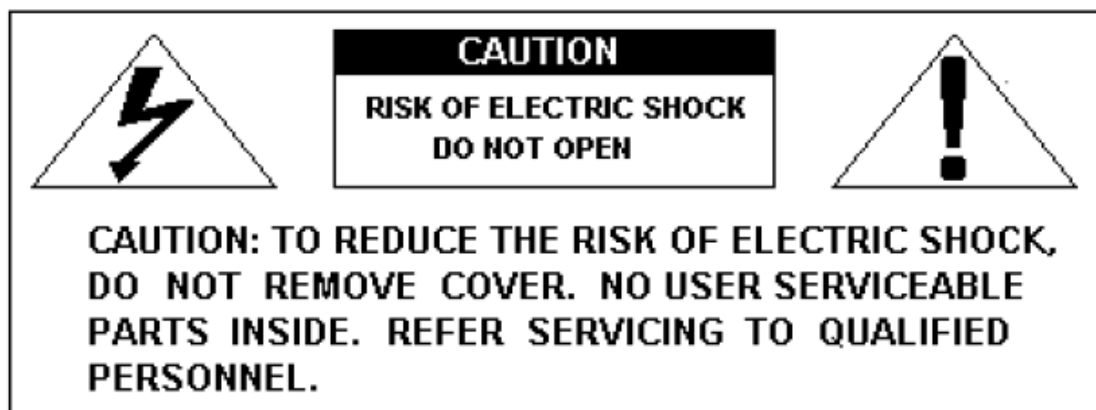 CAUTION
RISK OF ELECTRIC SHOCK
DO NOT OPEN
CAUTION: TO REDUCE THE RISK OF ELECTRIC SHOCK,
DO NOT REMOVE COVER. NO USER SERVICEABLE
PARTS INSIDE. REFER SERVICING TO QUALIFIED
PERSONNEL.